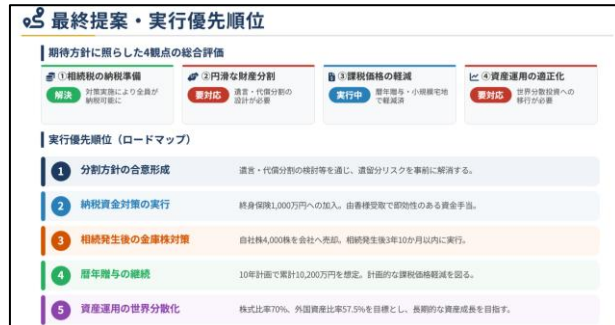 最終提案・実行優先順位
期待方針に照らした4観点の総合評価
①相続税の納税準備
解決
対策実施により全員が
納税可能に
②円滑な財産分割
要対応
遺言・代償分割の
設計が必要
③課税価格の軽減
実行中
暦年贈与・小規模宅地
で軽減済
④資産運用の適正化
要対応
世界分散投資への
移行が必要
実行優先順位（ロードマップ）
1 分割方針の合意形成 遺言・代償分割の検討等を通じ、遺留分リスクを事前に解消する。
2 納税資金対策の実行 終身保険1,000万円への加入。由香様受取で即効性のある資金手当。
3 相続発生後の金庫株対策 自社株4,000株を会社へ売却。相続発生後3年10か月以内に実行。
4 暦年贈与の継続 10年計画で累計10,200万円を想定。計画的な課税価格軽減を図る。
5 資産運用の世界分散化 株式比率70%、外国資産比率57.5%を目標とし、長期的な資産成長を目指す。